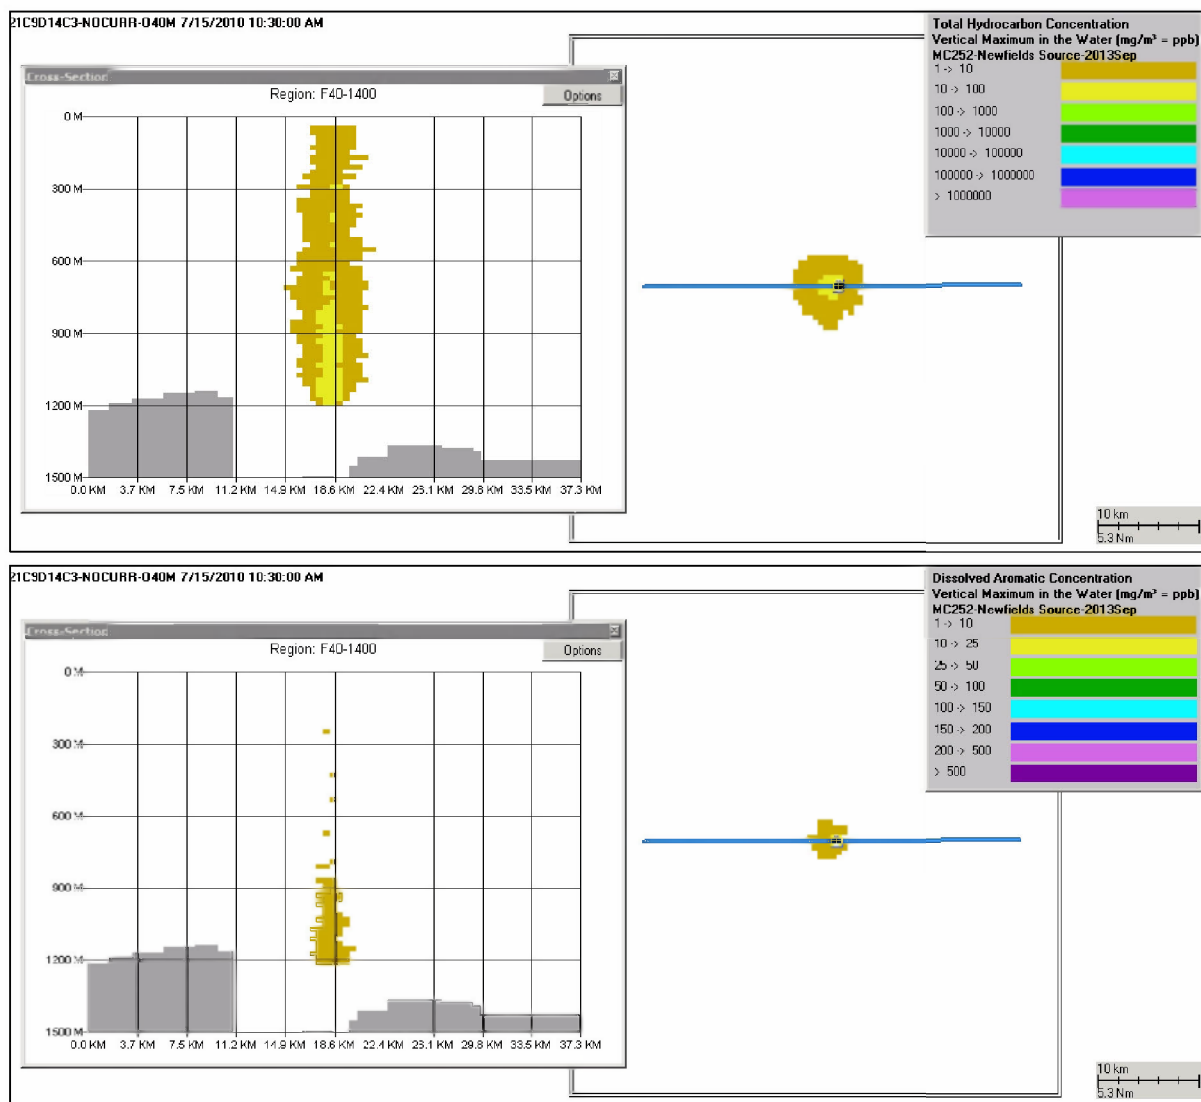 21C9D14C3-NOCURR-O40M 7/15/2010 10:30:00 AM
Total Hydrocarbon Concentration
Vertical Maximum in the Water (mg/m³ = ppb)
MC252-Newfields Source-2013Sep
1 -> 10
10 -> 100
100 -> 1000
1000 -> 10000
10000 -> 100000
100000 -> 1000000
> 1000000
Cross-Section
Region: F40-1400
Options
0 M
300 M
600 M
900 M
1200 M
1500 M
0.0 KM 3.7 KM 7.5 KM 11.2 KM 14.9 KM 18.6 KM 22.4 KM 26.1 KM 29.8 KM 33.5 KM 37.3 KM
10 km
5.3 Nm
21C9D14C3-NOCURR-O40M 7/15/2010 10:30:00 AM
Dissolved Aromatic Concentration
Vertical Maximum in the Water (mg/m³ = ppb)
MC252-Newfields Source-2013Sep
1 -> 10
10 -> 25
25 -> 50
50 -> 100
100 -> 150
150 -> 200
200 -> 500
> 500
Cross-Section
Region: F40-1400
Options
0 M
300 M
600 M
900 M
1200 M
1500 M
0.0 KM 3.7 KM 7.5 KM 11.2 KM 14.9 KM 18.6 KM 22.4 KM 26.1 KM 29.8 KM 33.5 KM 37.3 KM
10 km
5.3 Nm